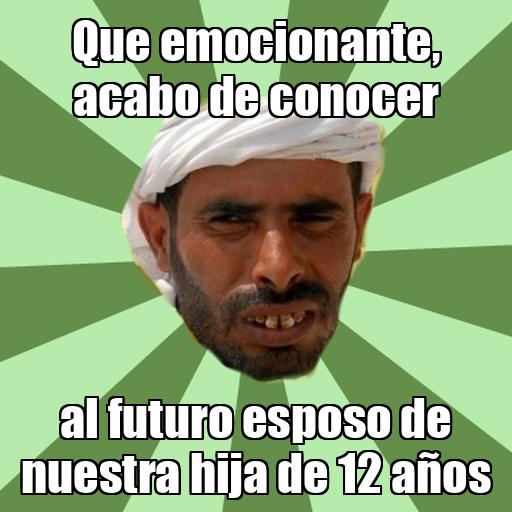 Que emocionante,
acabo de conocer
al futuro esposo de
nuestra hija de 12 años